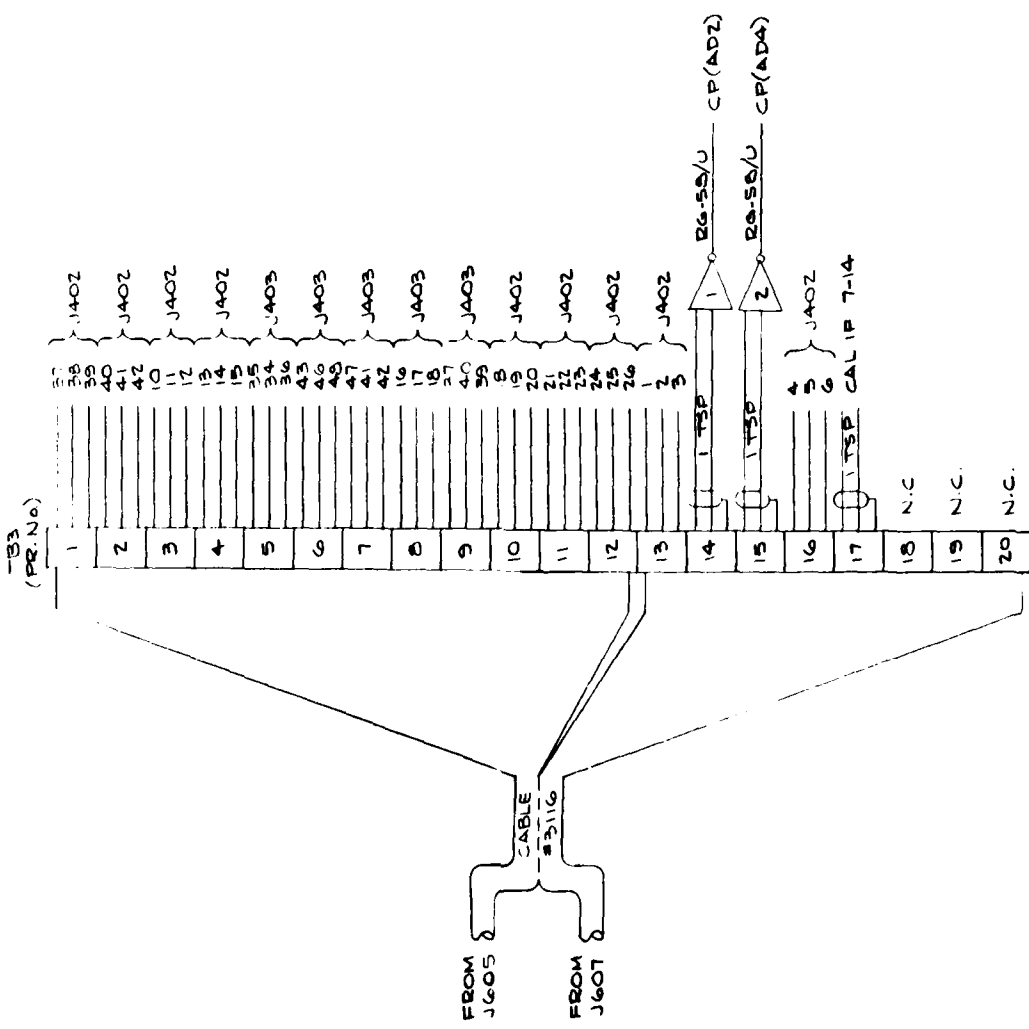 TB3
(PR. No.)
1
37
38
39
J402
2
40
41
42
J402
3
10
11
12
J402
4
13
14
15
J402
5
35
34
36
J403
6
43
46
J403
7
47
41
42
J403
8
16
17
18
J403
9
37
40
39
J403
10
19
20
J402
11
21
22
23
J402
12
24
25
26
J402
13
1
2
3
J402
14
1 TSP
1
RG-58/U
CP(AD2)
15
1 TSP
2
RG-58/U
CP(AD4)
16
4
5
6
J402
17
1 TSP
CAL IP 7-14
18
N.C
19
N.C.
20
N.C.
CABLE
#3116
FROM
J605
FROM
J607